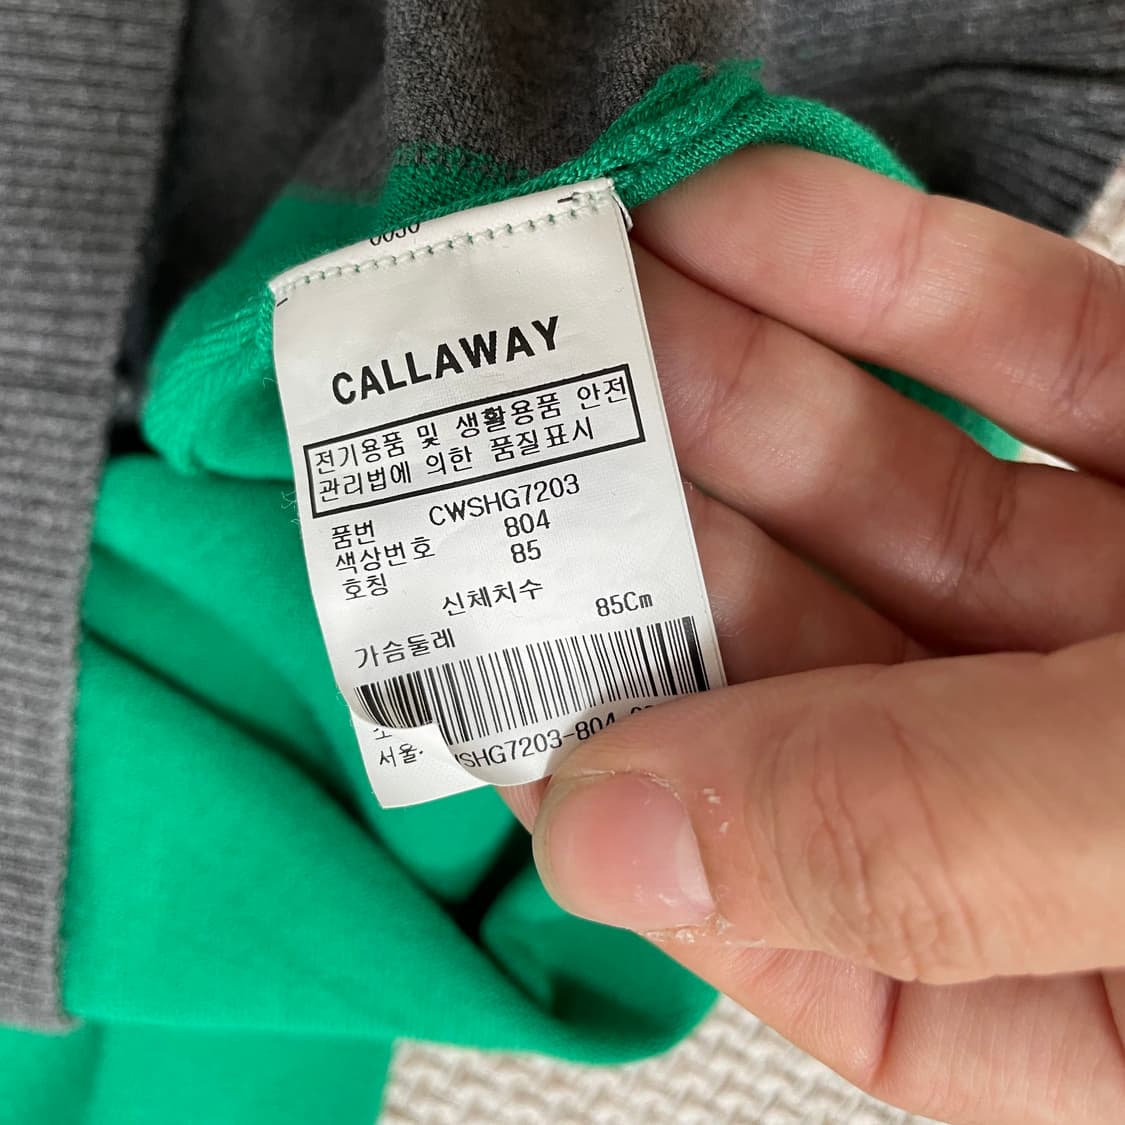 CALLAWAY
전기용품 및 생활용품 안전
관리법에 의한 품질표시
품번 CWSHG7203
색상번호 804
호칭 85
신체치수
가슴둘레 85Cm
SHG7203-804
서울.